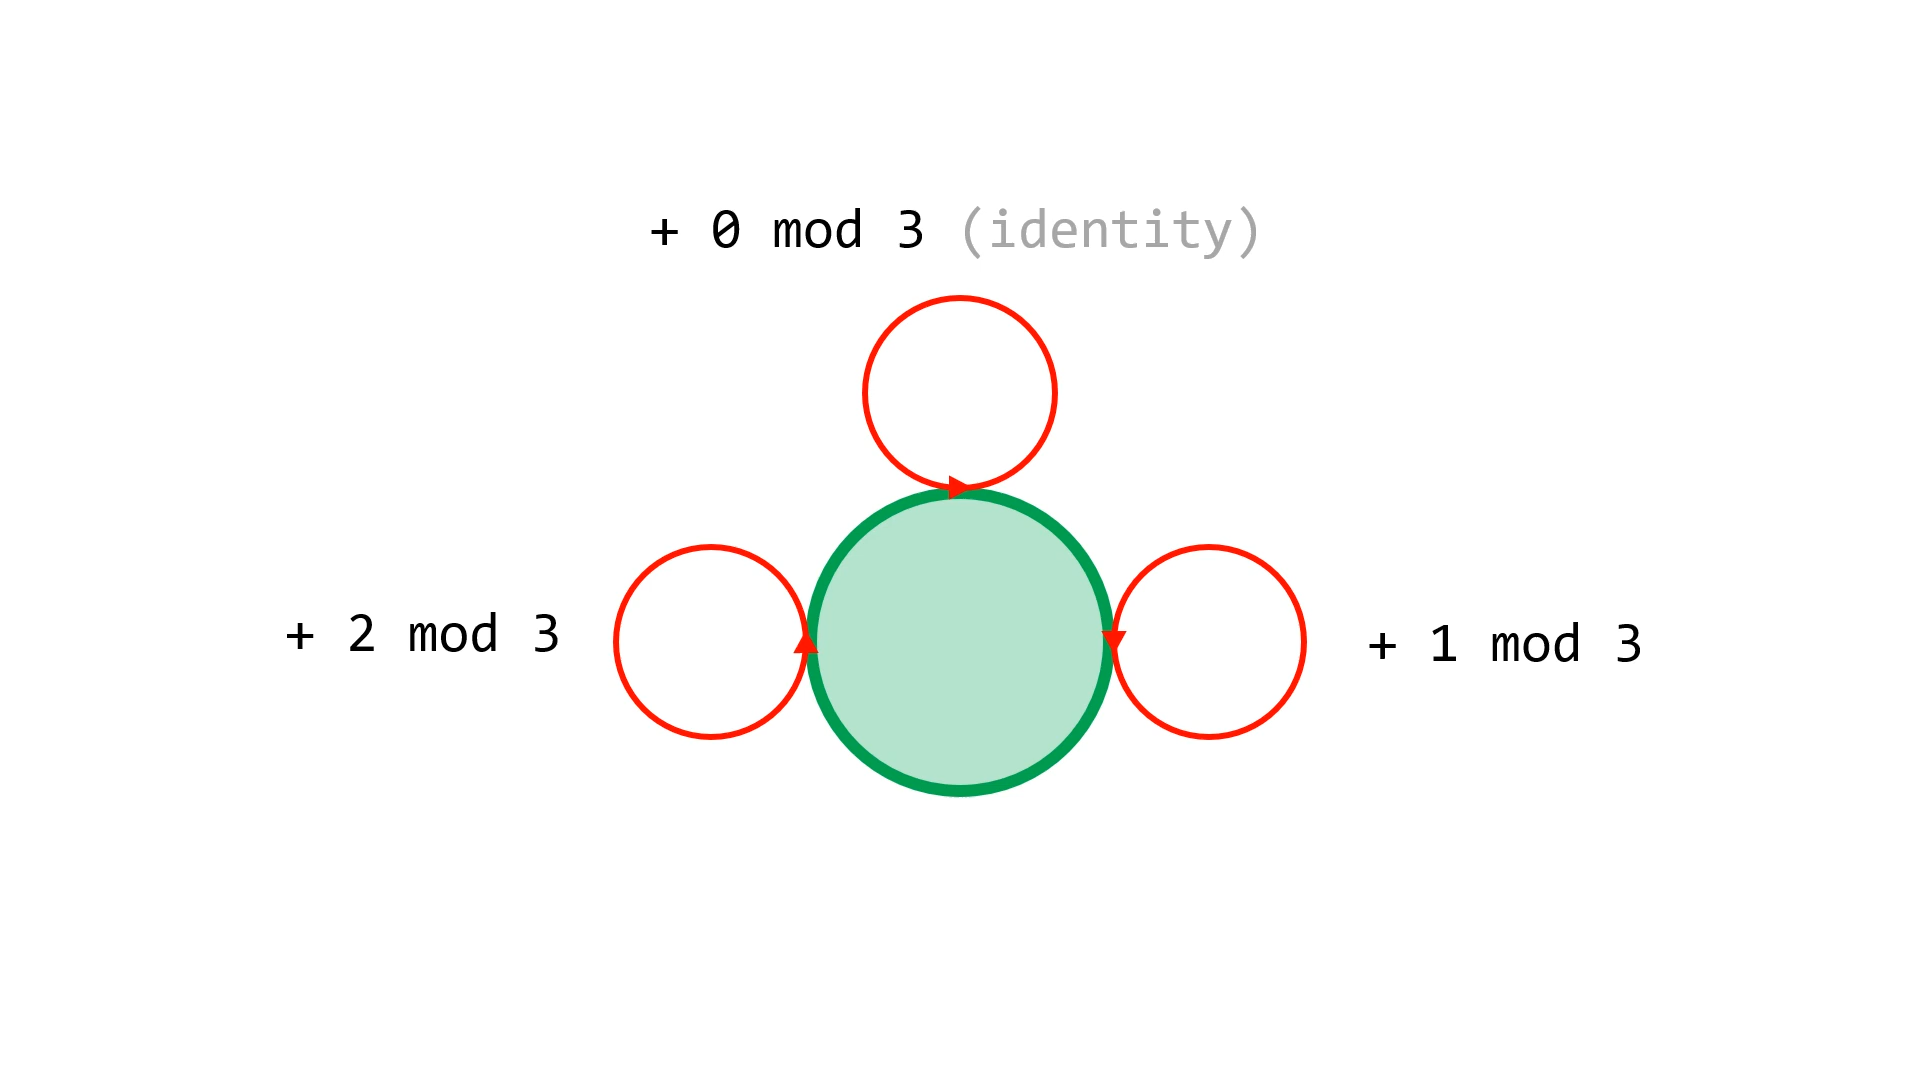 + 0 mod 3 (identity)
+ 2 mod 3
+ 1 mod 3